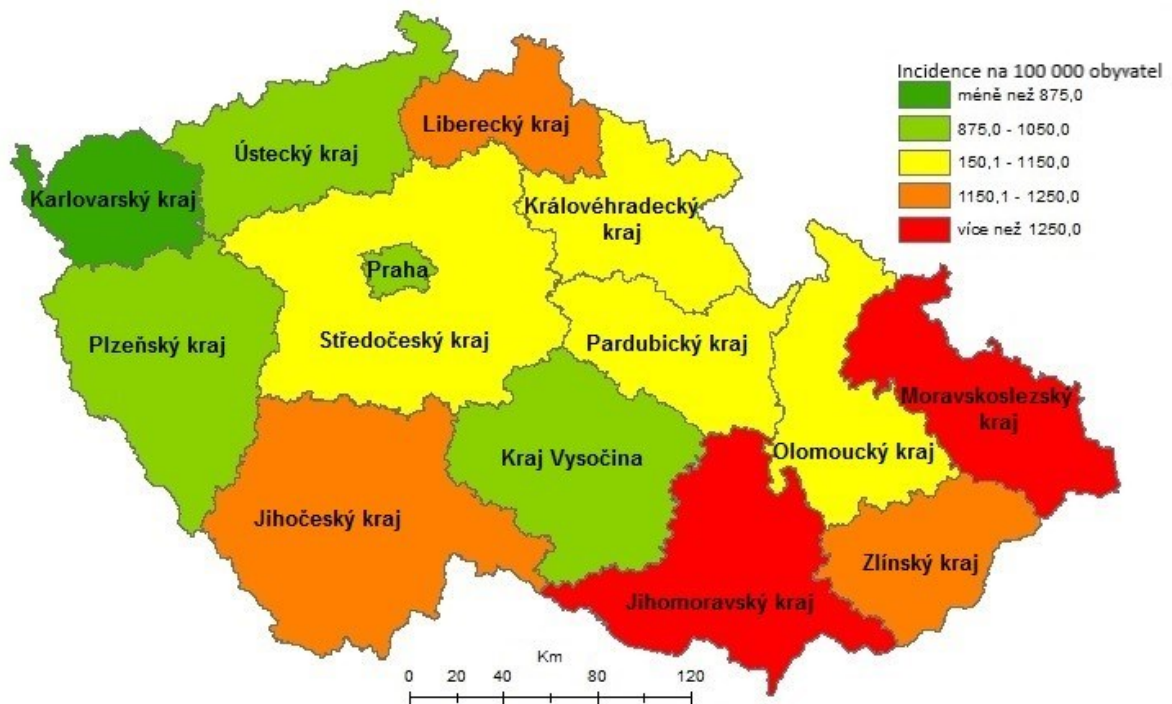 Incidence na 100 000 obyvatel
méně než 875,0
875,0 - 1050,0
150,1 - 1150,0
1150,1 - 1250,0
více než 1250,0
Liberecký kraj
Ústecký kraj
Karlovarský kraj
Královéhradecký
kraj
Praha
Středočeský kraj
Plzeňský kraj
Pardubický kraj
Moravskoslezský
kraj
Olomoucký kraj
Kraj Vysočina
Jihočeský kraj
Zlínský kraj
Jihomoravský kraj
Km
0 20 40 80 120